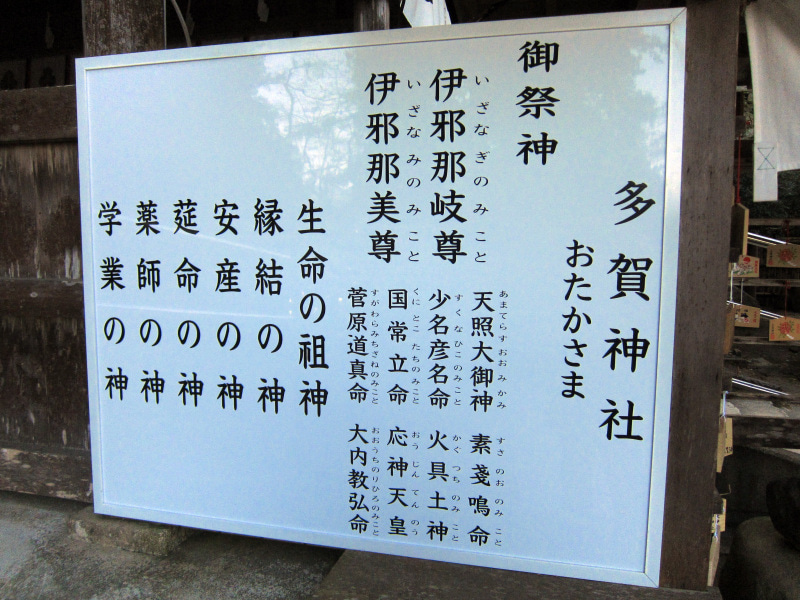 多賀神社
おたかさま
御祭神
いざなぎのみこと
伊邪那岐尊
いざなみのみこと
伊邪那美尊
あまてらすおおみかみ
天照大御神
すさのおのみこと
素戔鳴命
すくなひこのみこと
少名彦名命
かぐつちのみこと
火具土神
くにとこたちのみこと
国常立命
おうじんてんのう
応神天皇
すがわらみちざねのみこと
菅原道真命
おおうちのりひろのみこと
大内教弘命
生命の祖神
縁結の神
安産の神
莚命の神
薬師の神
学業の神